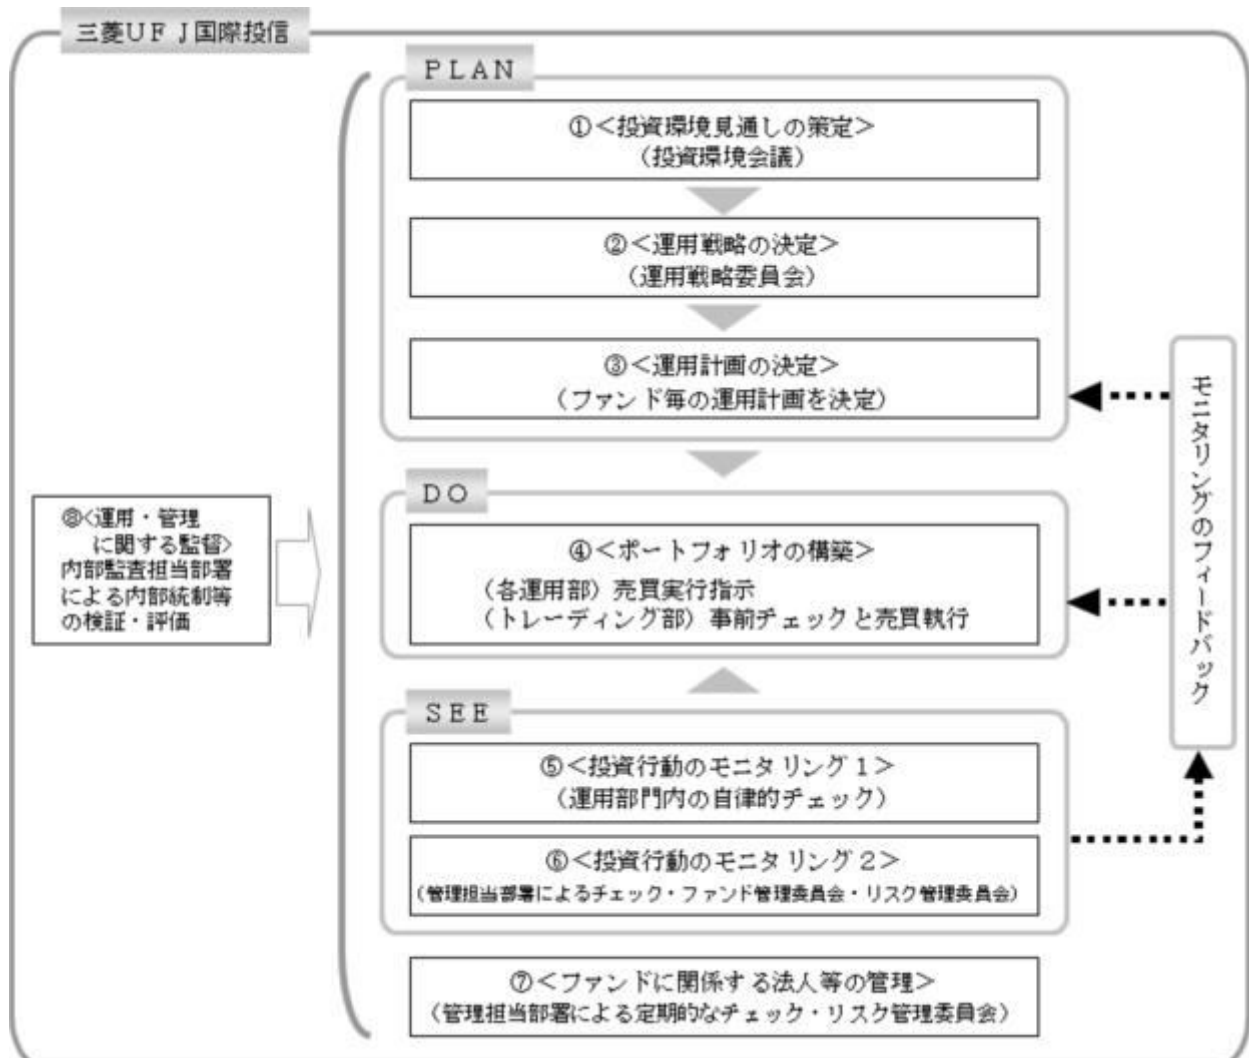 三菱UFJ国際投信
PLAN
①＜投資環境見通しの策定＞
（投資環境会議）
②＜運用戦略の決定＞
（運用戦略委員会）
③＜運用計画の決定＞
（ファンド毎の運用計画を決定）
DO
④＜ポートフォリオの構築＞
（各運用部）売買実行指示
（トレーディング部）事前チェックと売買執行
SEE
⑤＜投資行動のモニタリング1＞
（運用部門内の自律的チェック）
⑥＜投資行動のモニタリング2＞
（管理担当部署によるチェック・ファンド管理委員会・リスク管理委員会）
⑦＜ファンドに関係する法人等の管理＞
（管理担当部署による定期的なチェック・リスク管理委員会）
⑧＜運用・管理
に関する監督＞
内部監査担当部署
による内部統制等
の検証・評価
モニタリングのフィードバック